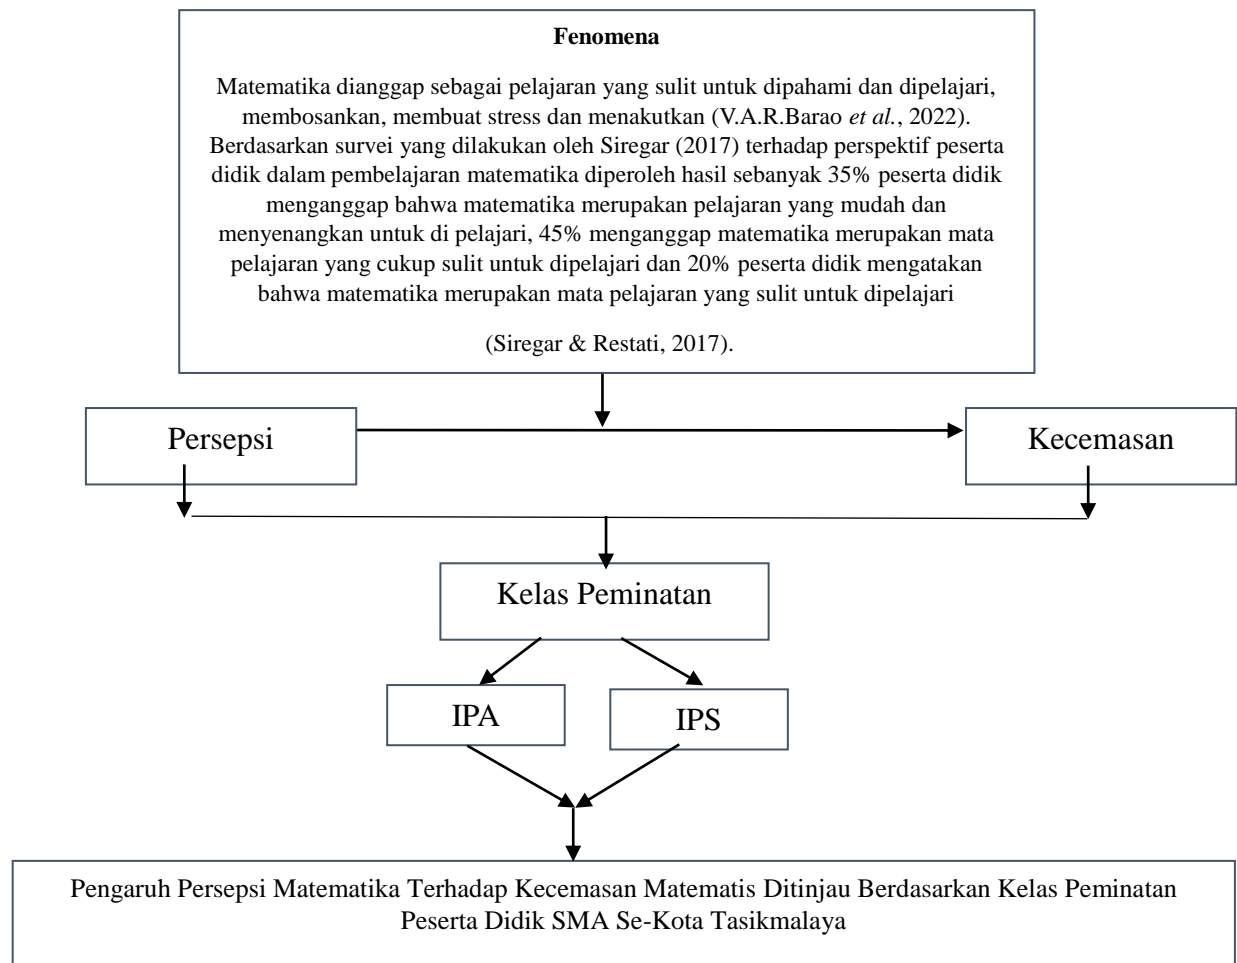 Fenomena
Matematika dianggap sebagai pelajaran yang sulit untuk dipahami dan dipelajari,
membosankan, membuat stress dan menakutkan (V.A.R.Barao et al., 2022).
Berdasarkan survei yang dilakukan oleh Siregar (2017) terhadap perspektif peserta
didik dalam pembelajaran matematika diperoleh hasil sebanyak 35% peserta didik
menganggap bahwa matematika merupakan pelajaran yang mudah dan
menyenangkan untuk di pelajari, 45% menganggap matematika merupakan mata
pelajaran yang cukup sulit untuk dipelajari dan 20% peserta didik mengatakan
bahwa matematika merupakan mata pelajaran yang sulit untuk dipelajari
(Siregar & Restati, 2017).
Persepsi
Kecemasan
Kelas Peminatan
IPA
IPS
Pengaruh Persepsi Matematika Terhadap Kecemasan Matematis Ditinjau Berdasarkan Kelas Peminatan
Peserta Didik SMA Se-Kota Tasikmalaya